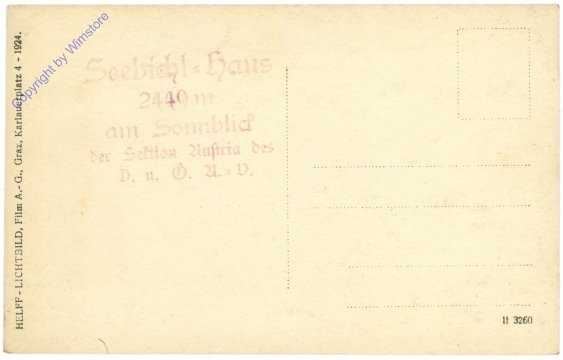 Seebichl-Haus
2449 m
am Sonnblick
der Sektion Austria des
D. u. Ö. A.-V.
HELFF-LICHTBILD, Film A.-G., Graz, Karlauerplatz 4 - 1924.
Copyright by Wimstore
H 3260